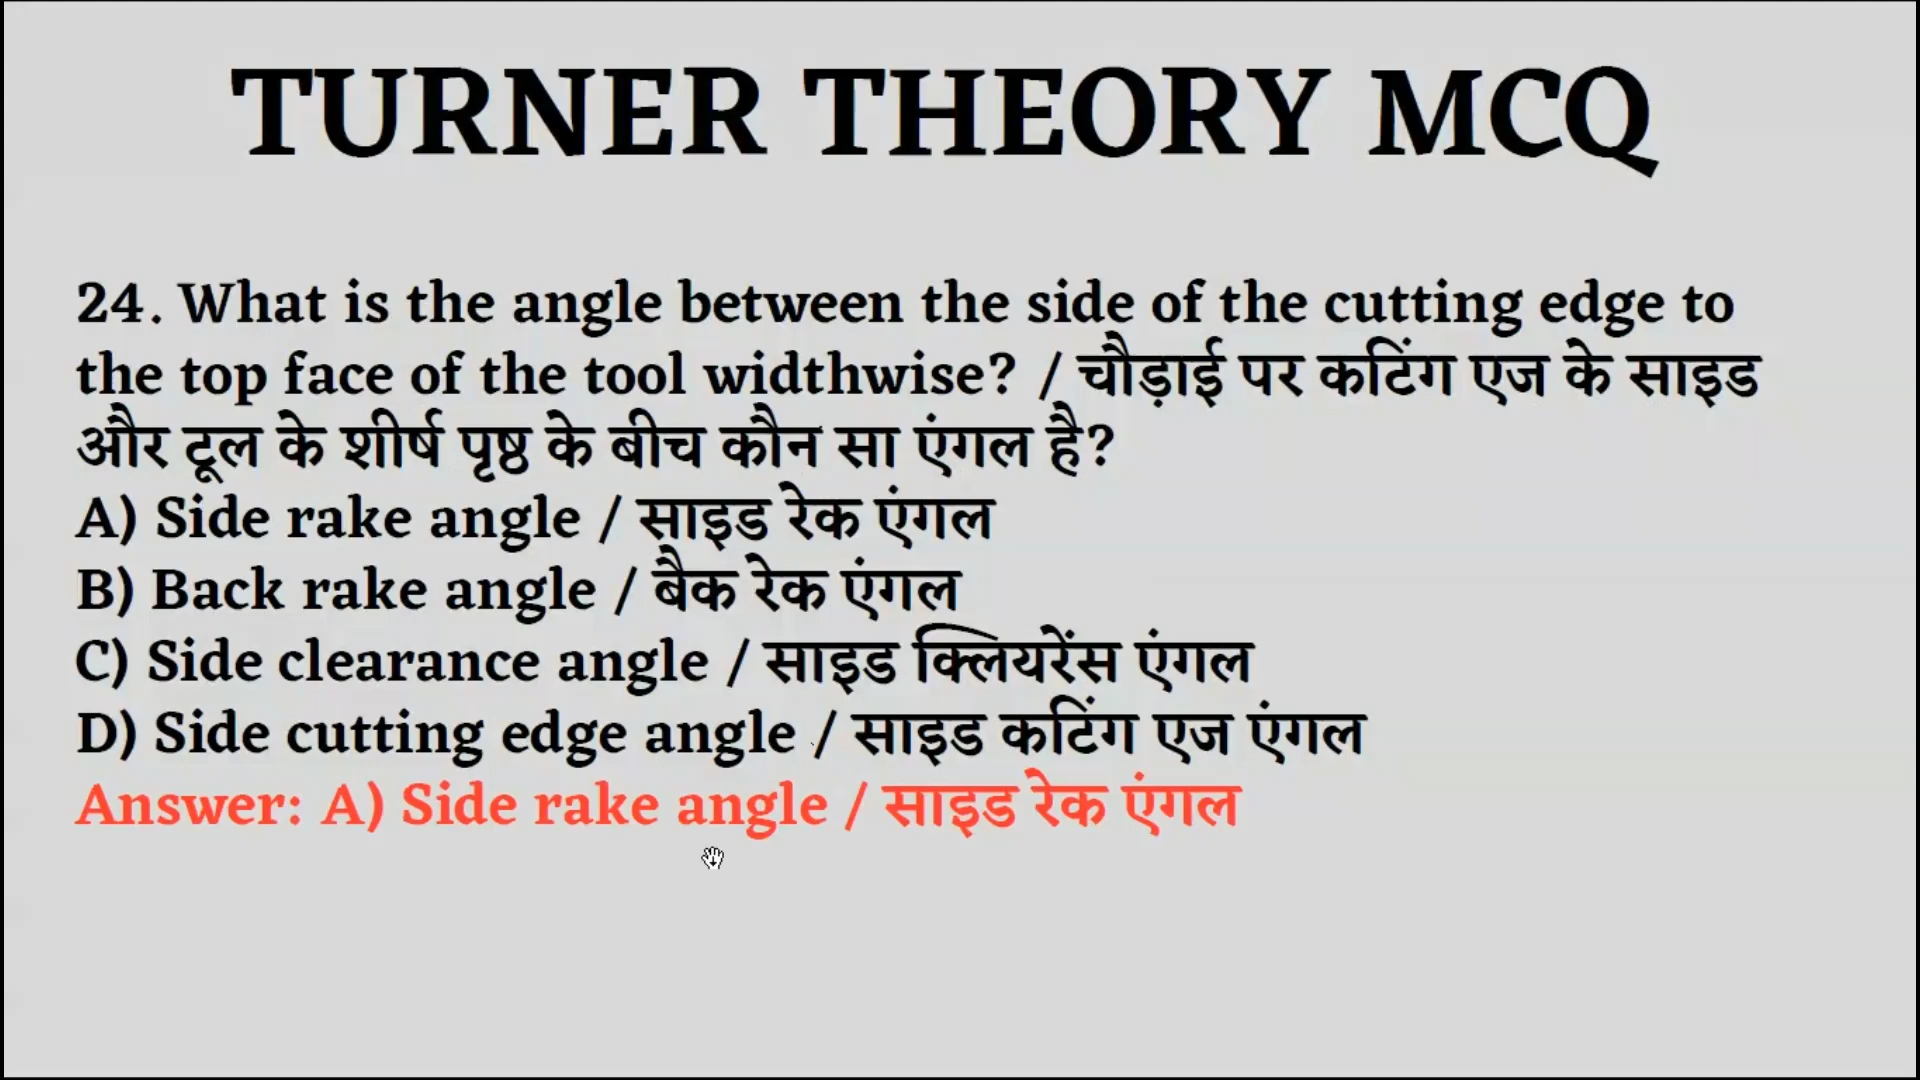 TURNER THEORY MCQ
24. What is the angle between the side of the cutting edge to
the top face of the tool widthwise? / चौड़ाई पर कटिंग एज के साइड
और टूल के शीर्ष पृष्ठ के बीच कौन सा एंगल है?
A) Side rake angle / साइड रेक एंगल
B) Back rake angle / बैक रेक एंगल
C) Side clearance angle / साइड क्लियरेंस एंगल
D) Side cutting edge angle / साइड कटिंग एज एंगल
Answer: A) Side rake angle / साइड रेक एंगल